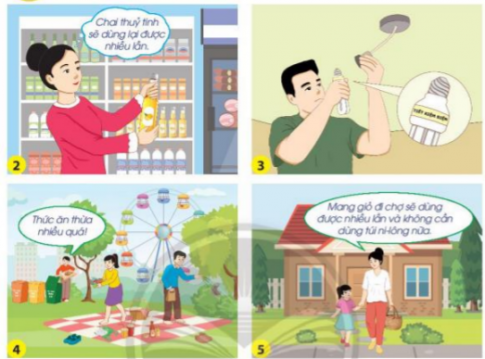 Chai thuỷ tinh
sẽ dùng lại được
nhiều lần.
2
TIẾT KIỆM ĐIỆN
3
Thức ăn thừa
nhiều quá!
4
Mang giỏ đi chợ sẽ dùng
được nhiều lần và không cần
dùng túi ni-lông nữa.
5